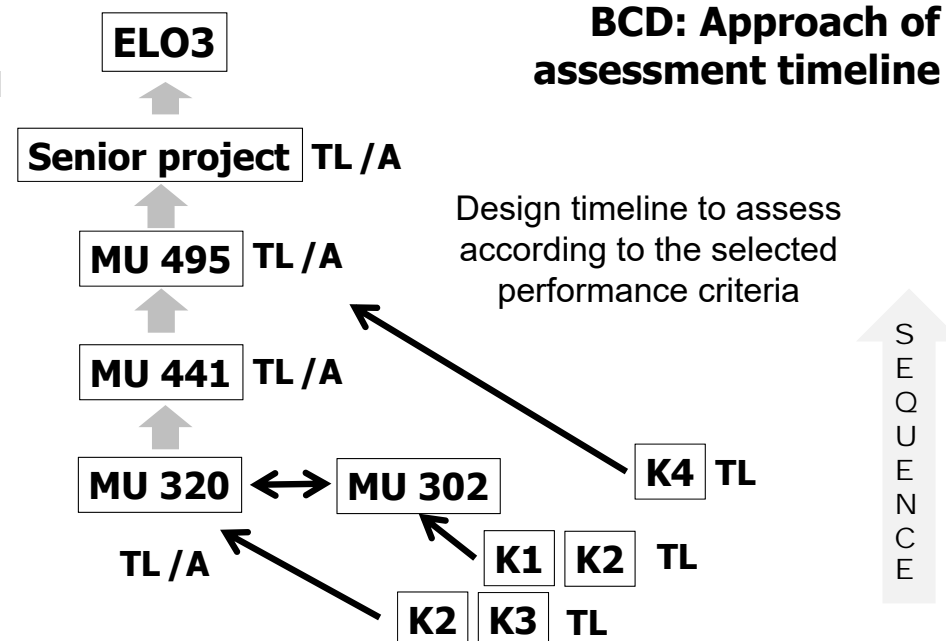 BCD: Approach of
assessment timeline
ELO3
Senior project TL /A
Design timeline to assess
according to the selected
performance criteria
MU 495 TL /A
MU 441 TL /A
MU 320 MU 302 K4 TL
TL /A K1 K2 TL
K2 K3 TL
S
E
Q
U
E
N
C
E